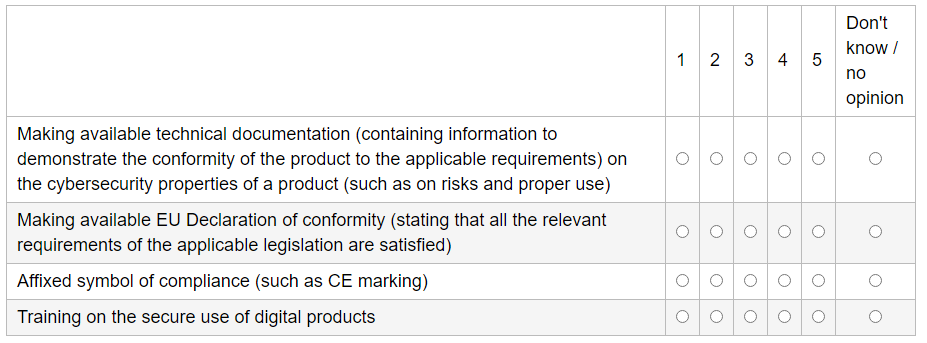 1 2 3 4 5 Don't
know /
no
opinion
Making available technical documentation (containing information to
demonstrate the conformity of the product to the applicable requirements) on
the cybersecurity properties of a product (such as on risks and proper use)
Making available EU Declaration of conformity (stating that all the relevant
requirements of the applicable legislation are satisfied)
Affixed symbol of compliance (such as CE marking)
Training on the secure use of digital products